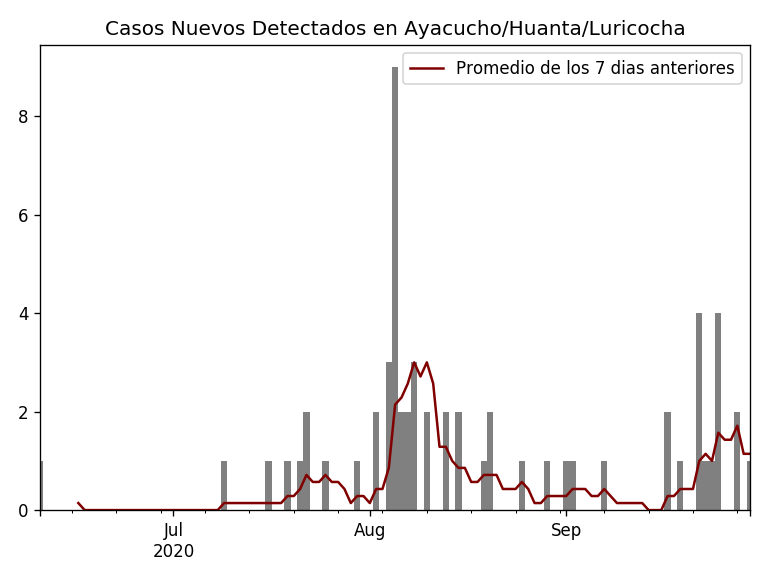 Casos Nuevos Detectados en Ayacucho/Huanta/Luricocha
Promedio de los 7 dias anteriores
8
6
4
2
0
Jul
2020
Aug
Sep